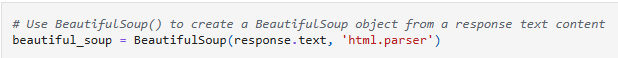 # Use BeautifulSoup() to create a BeautifulSoup object from a response text content
beautiful_soup = BeautifulSoup(response.text, 'html.parser')